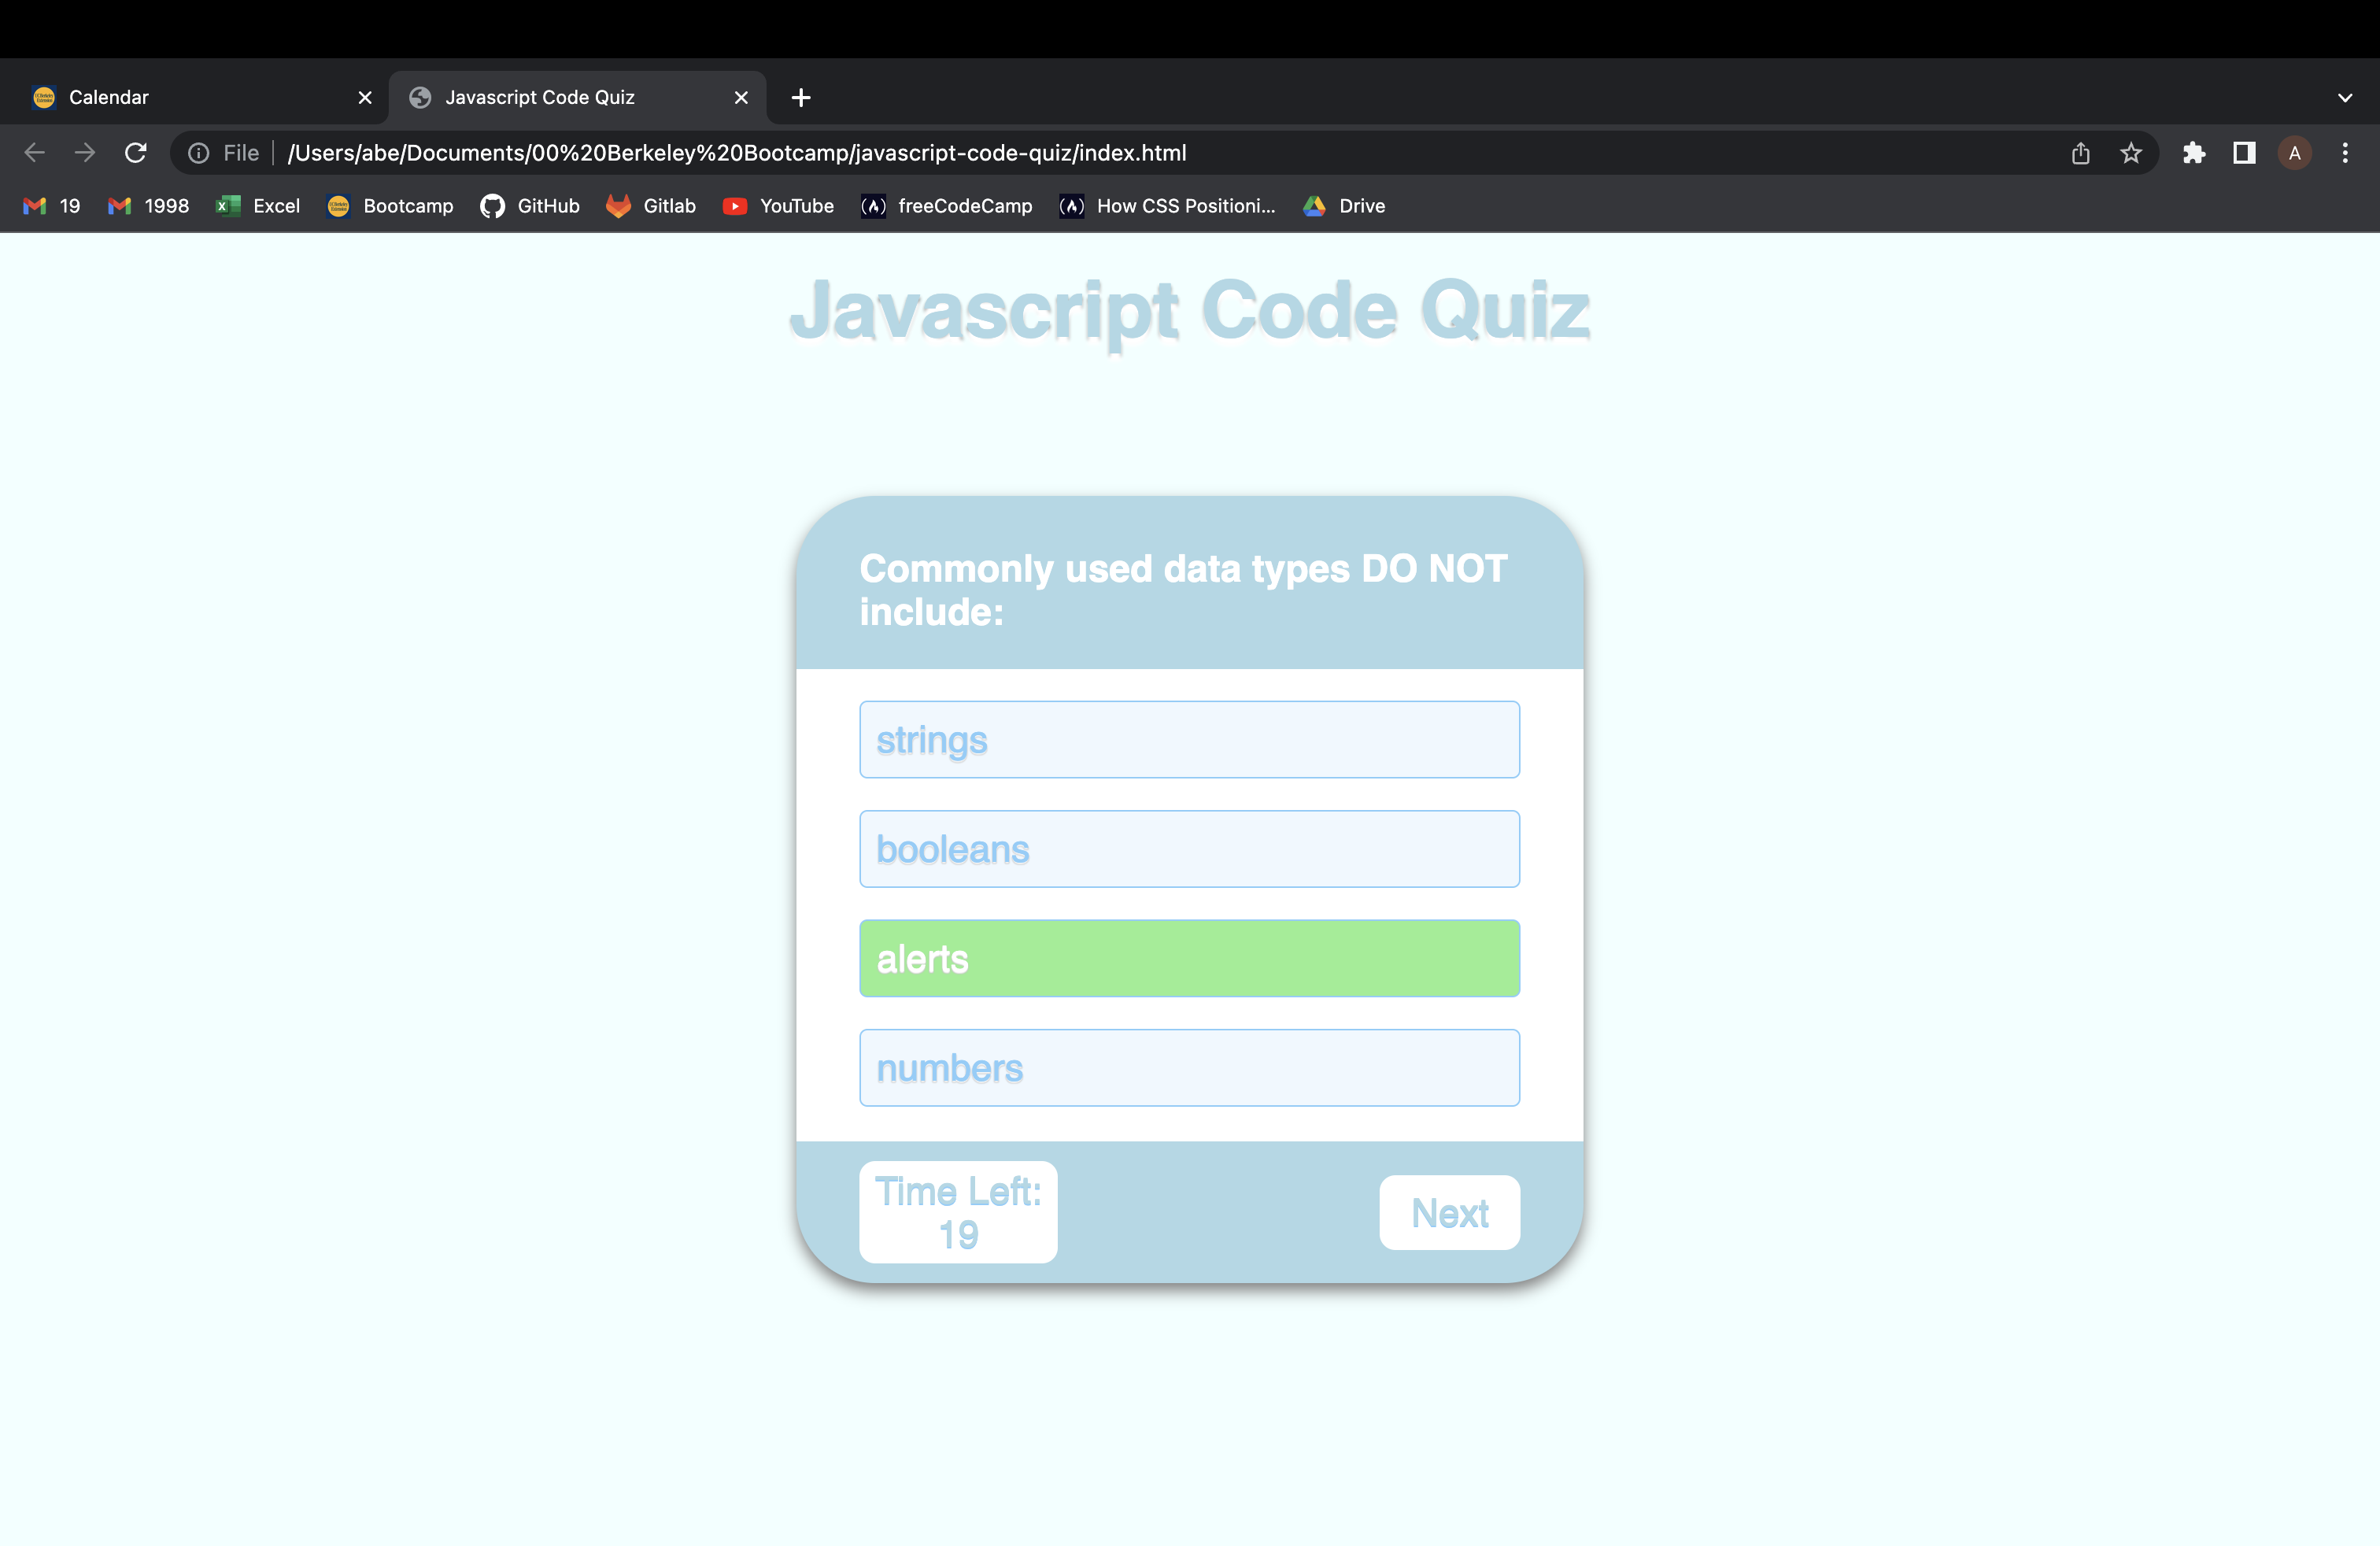 Calendar
Javascript Code Quiz
File
/Users/abe/Documents/00%20Berkeley%20Bootcamp/javascript-code-quiz/index.html
A
19
1998
Excel
Bootcamp
GitHub
Gitlab
YouTube
freeCodeCamp
How CSS Positioni...
Drive
Javascript Code Quiz
Commonly used data types DO NOT
include:
strings
booleans
alerts
numbers
Time Left:
19
Next